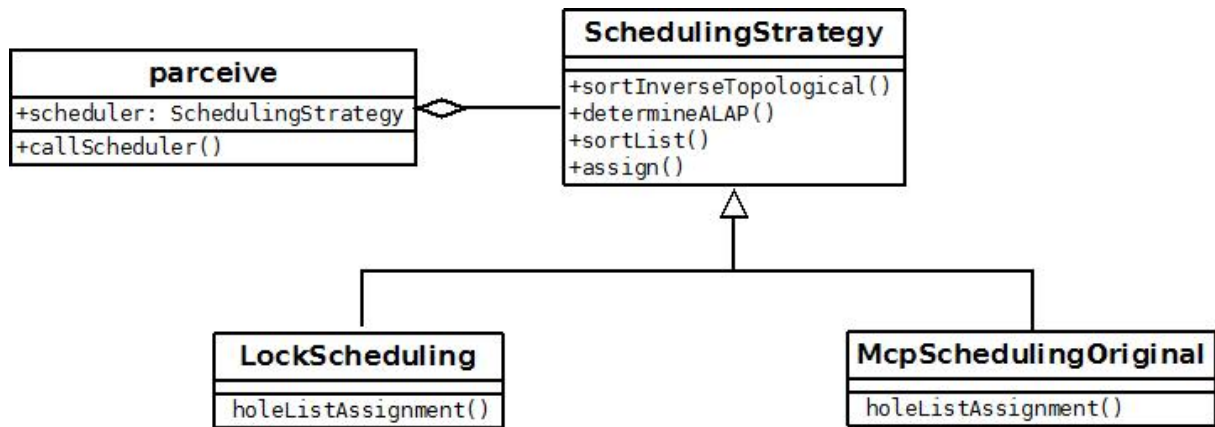 SchedulingStrategy
+sortInverseTopological()
+determineALAP()
+sortList()
+assign()
parceive
+scheduler: SchedulingStrategy
+callScheduler()
LockScheduling
holeListAssignment()
McpSchedulingOriginal
holeListAssignment()